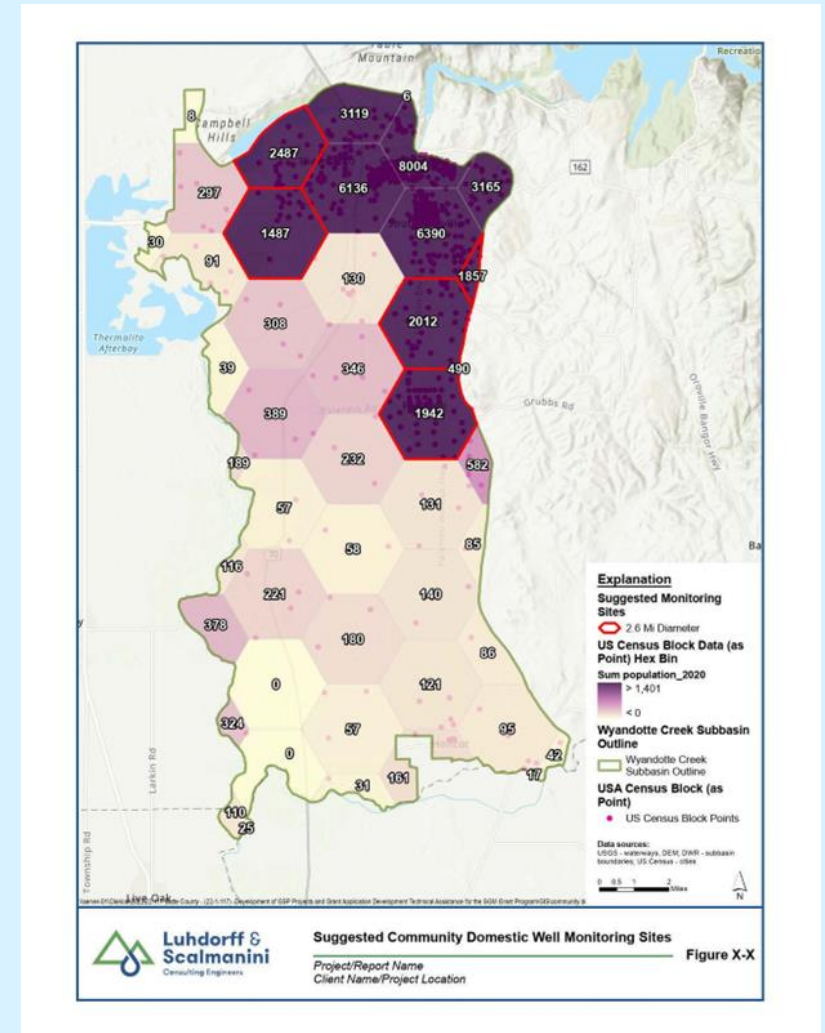 Table
Mountain
Recreatio
6
8
Campbell
Hills
3119
2487
8004
162
297
6136
3165
30
91
1487
6390
130
1857
Thermalito
Afterbay
308
2012
39
346
490
389
1942
Grubbs Rd
Oroville Bangor Hwy
189
232
582
57
131
58
85
Ba
70
116
221
140
378
180
86
0
121
324
57
95
0
42
17
161
31
110
25
Larkin Rd
Township Rd
Live Oak
Explanation
Suggested Monitoring
Sites
2.6 Mi Diameter
US Census Block Data (as
Point) Hex Bin
Sum population_2020
> 1,401
< 0
Wyandotte Creek Subbasin
Outline
Wyandotte Creek
Subbasin Outline
USA Census Block (as
Point)
US Census Block Points
Data sources:
USGS - waterways, DEM, DWR - subbasin
boundaries, US Census - cities
0 0.5 1 2
Miles
N
Luhdorff &
Scalmanini
Consulting Engineers
Suggested Community Domestic Well Monitoring Sites
Figure X-X
Project/Report Name
Client Name/Project Location